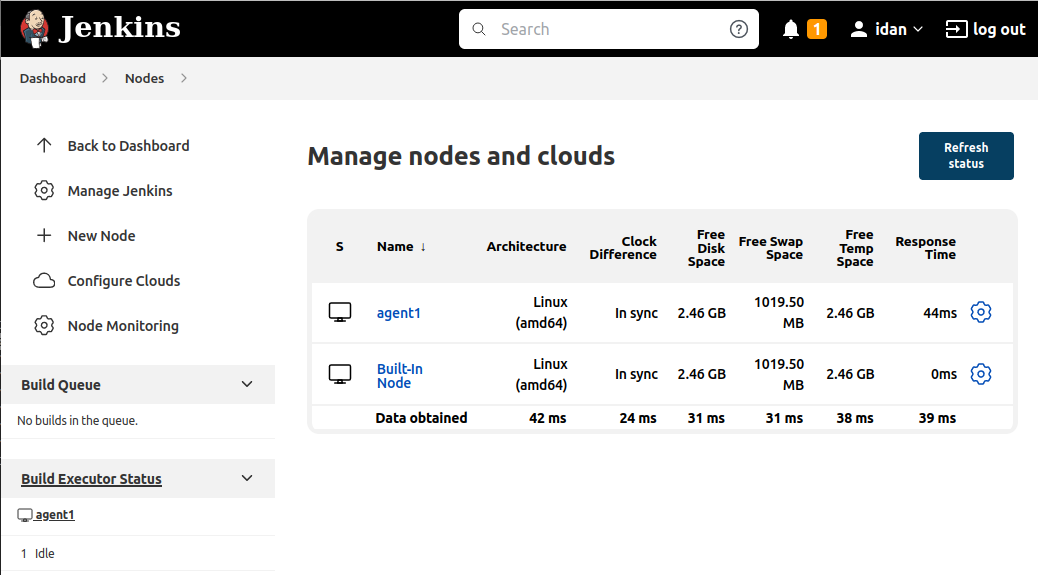 Jenkins
Search
?
1
idan
log out
Dashboard
Nodes
Back to Dashboard
Manage Jenkins
New Node
Configure Clouds
Node Monitoring
Build Queue
No builds in the queue.
Build Executor Status
agent1
1 Idle
Manage nodes and clouds
Refresh
status
S Name ↓ Architecture Clock Difference Free Disk Space Free Swap Space Free Temp Space Response Time
agent1 Linux (amd64) In sync 2.46 GB 1019.50 MB 2.46 GB 44ms
Built-In Node Linux (amd64) In sync 2.46 GB 1019.50 MB 2.46 GB 0ms
Data obtained 42 ms 24 ms 31 ms 31 ms 38 ms 39 ms